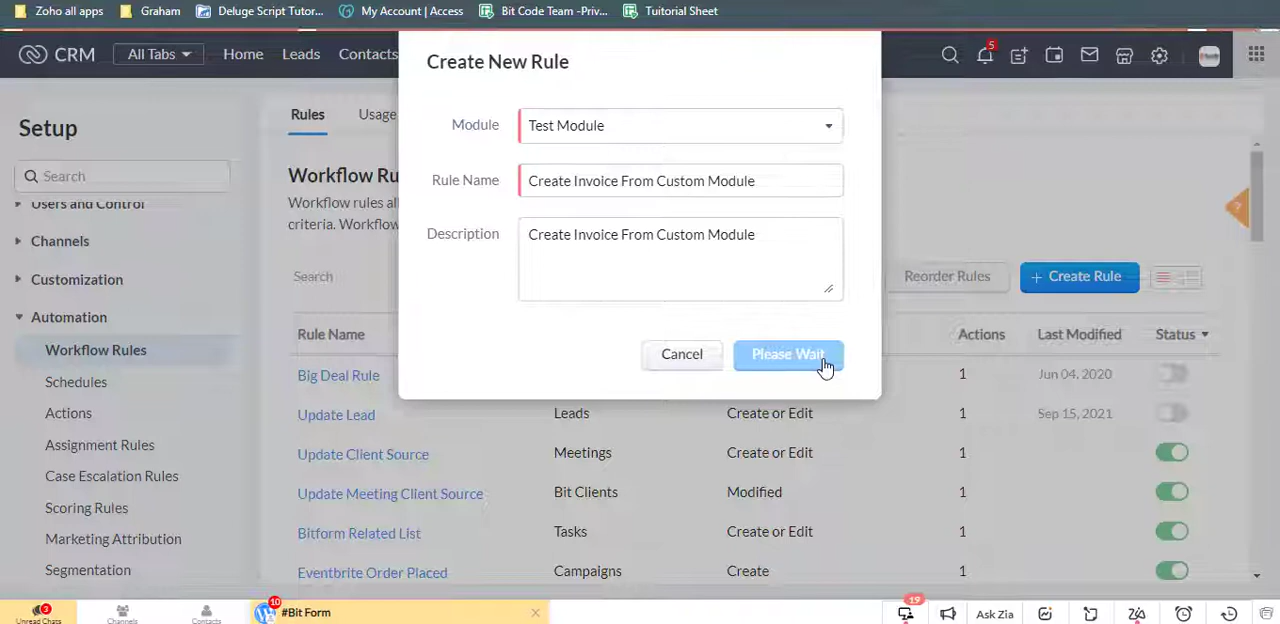 Zoho all apps Graham Deluge Script Tutor... My Account | Access Bit Code Team -Priv... Tuitorial Sheet
CRM All Tabs Home Leads Contacts 5
Create New Rule
Module Test Module
Rule Name Create Invoice From Custom Module
Description Create Invoice From Custom Module
Cancel Please Wait
Setup
Search
Users and Control
Channels
Customization
Automation
Workflow Rules
Schedules
Actions
Assignment Rules
Case Escalation Rules
Scoring Rules
Marketing Attribution
Segmentation
Rules Usage
Workflow Ru
Workflow rules al
criteria. Workflow
Search Reorder Rules + Create Rule
Rule Name Actions Last Modified Status
Big Deal Rule 1 Jun 04, 2020
Update Lead Leads Create or Edit 1 Sep 15, 2021
Update Client Source Meetings Create or Edit 1
Update Meeting Client Source Bit Clients Modified 1
Bitform Related List Tasks Create or Edit 1
Eventbrite Order Placed Campaigns Create 1
?
3 Unread Chats Channels Contacts 10 #Bit Form 19 Ask Zia